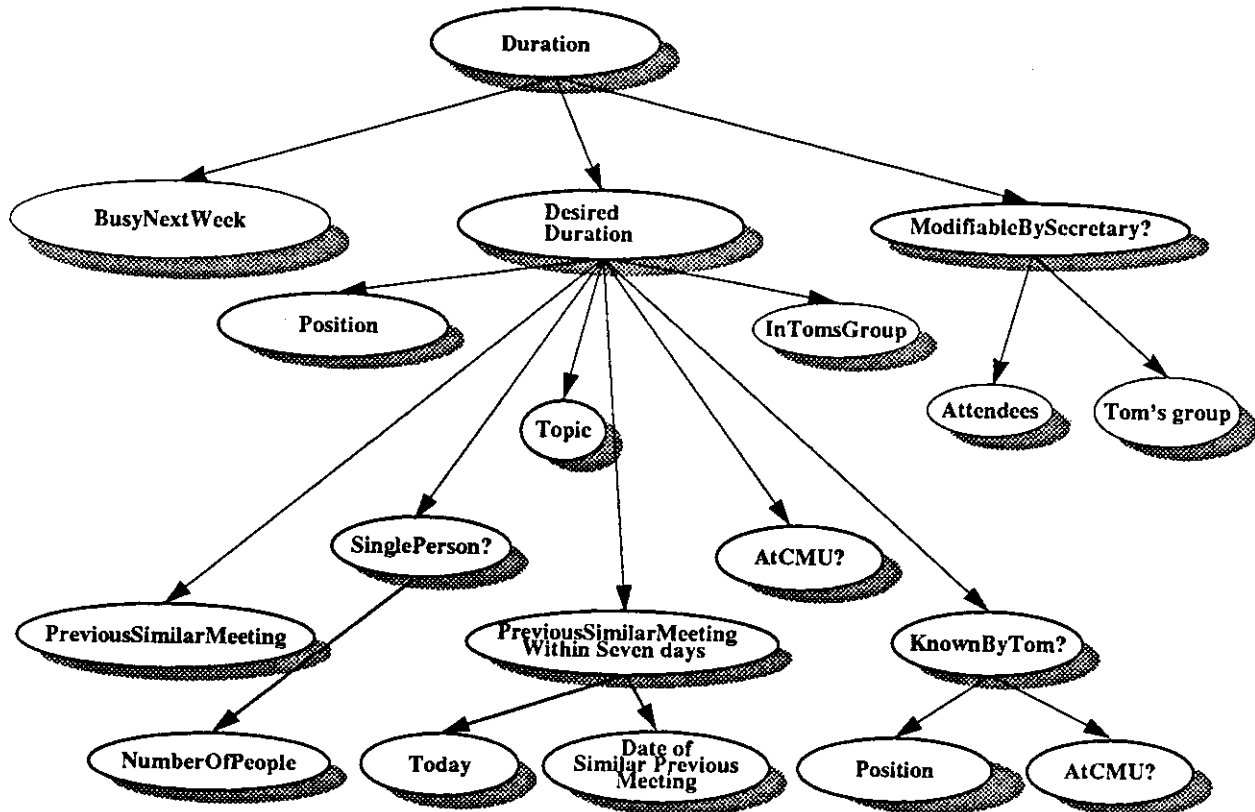 Duration
BusyNextWeek
Desired
Duration
ModifiableBySecretary?
Position
InTomsGroup
Attendees
Tom's group
Topic
SinglePerson?
AtCMU?
PreviousSimilarMeeting
PreviousSimilarMeeting
Within Seven days
KnownByTom?
NumberOfPeople
Today
Date of
Similar Previous
Meeting
Position
AtCMU?